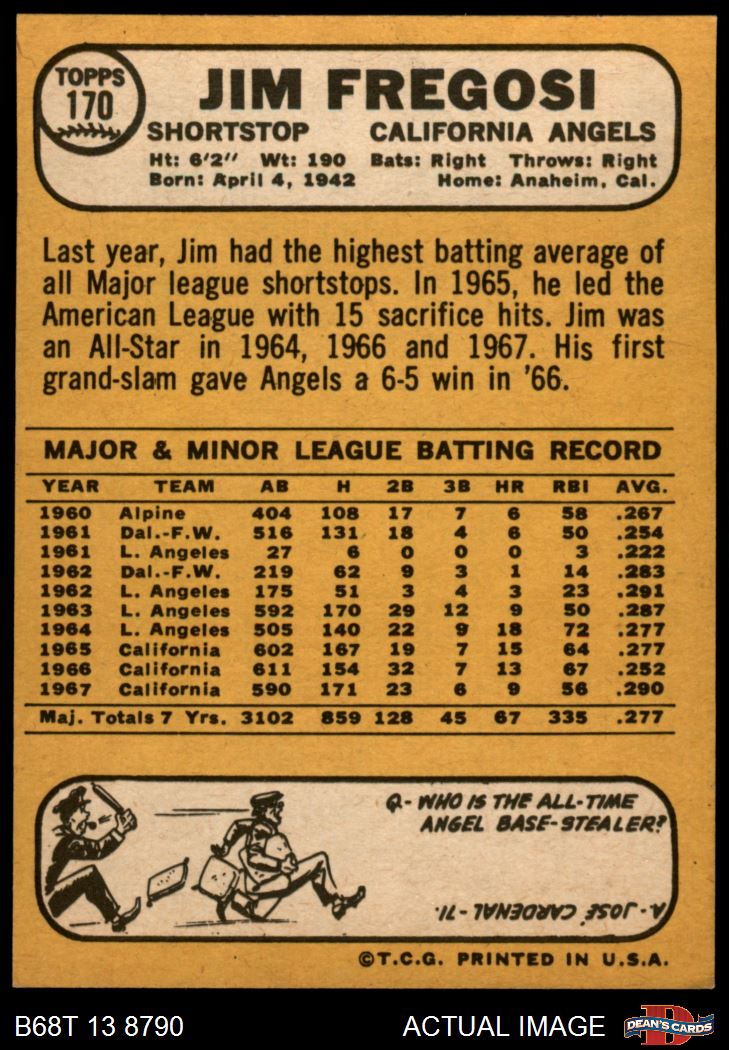 TOPPS
170
JIM FREGOSI
SHORTSTOP CALIFORNIA ANGELS
Ht: 6'2" Wt: 190 Bats: Right Throws: Right
Born: April 4, 1942 Home: Anaheim, Cal.
Last year, Jim had the highest batting average of
all Major league shortstops. In 1965, he led the
American League with 15 sacrifice hits. Jim was
an All-Star in 1964, 1966 and 1967. His first
grand-slam gave Angels a 6-5 win in '66.
MAJOR & MINOR LEAGUE BATTING RECORD
YEAR TEAM AB H 2B 3B HR RBI AVG.
1960 Alpine 404 108 17 7 6 58 .267
1961 Dal.-F.W. 516 131 18 4 6 50 .254
1961 L. Angeles 27 6 0 0 0 3 .222
1962 Dal.-F.W. 219 62 9 3 1 14 .283
1962 L. Angeles 175 51 3 4 3 23 .291
1963 L. Angeles 592 170 29 12 9 50 .287
1964 L. Angeles 505 140 22 9 18 72 .277
1965 California 602 167 19 7 15 64 .277
1966 California 611 154 32 7 13 67 .252
1967 California 590 171 23 6 9 56 .290
Maj. Totals 7 Yrs. 3102 859 128 45 67 335 .277
Q- WHO IS THE ALL-TIME
ANGEL BASE-STEALER?
A- JOSÉ CARDENAL - 71.
©T.C.G. PRINTED IN U.S.A.
B68T 13 8790 ACTUAL IMAGE
D
DEAN'S CARDS